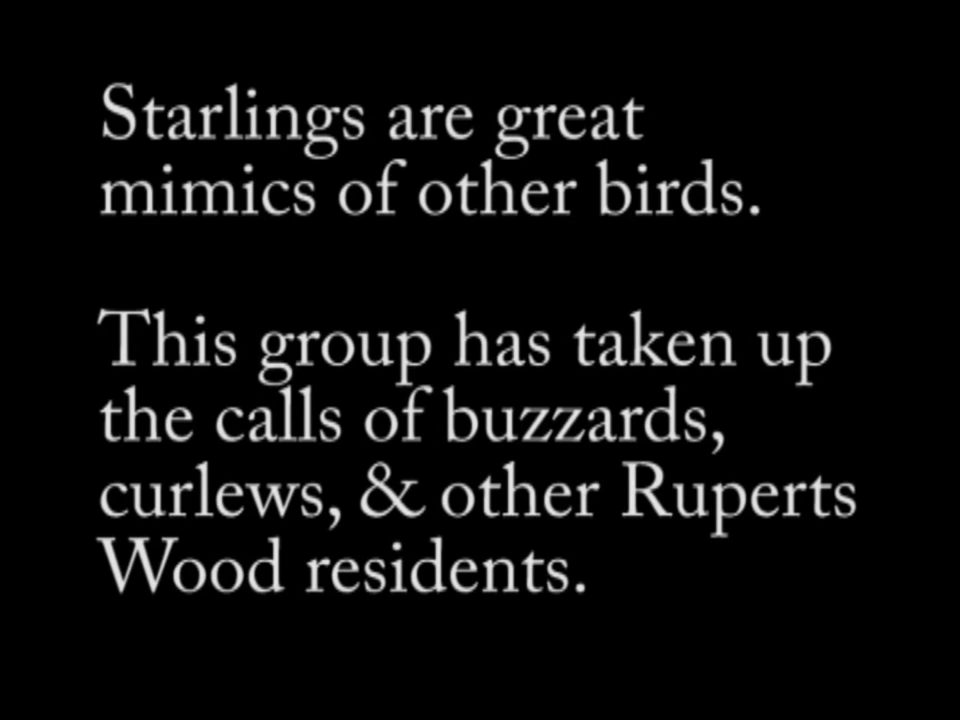 Starlings are great
mimics of other birds.
This group has taken up
the calls of buzzards,
curlews, & other Ruperts
Wood residents.